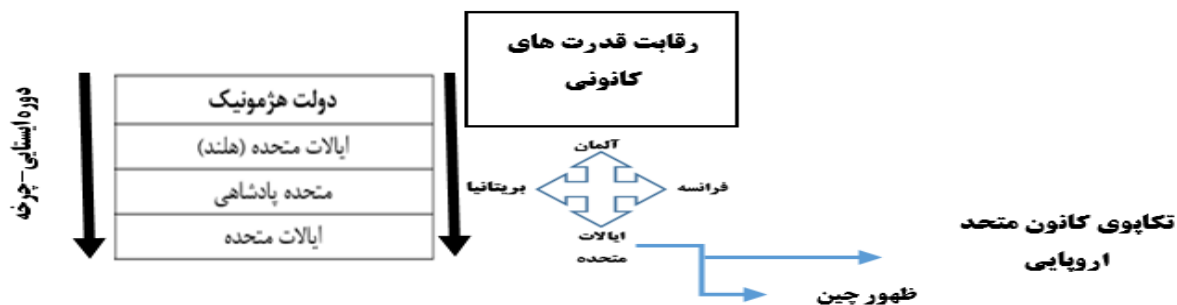 رقابت قدرت های
کانونی
دوره ایستایی-چرخه
دولت هژمونیک
ایالات متحده (هلند)
متحده پادشاهی
ایالات متحده
آلمان
فرانسه
بریتانیا
ایالات
متحده
تکاپوی کانون متحد
اروپایی
ظهور چین